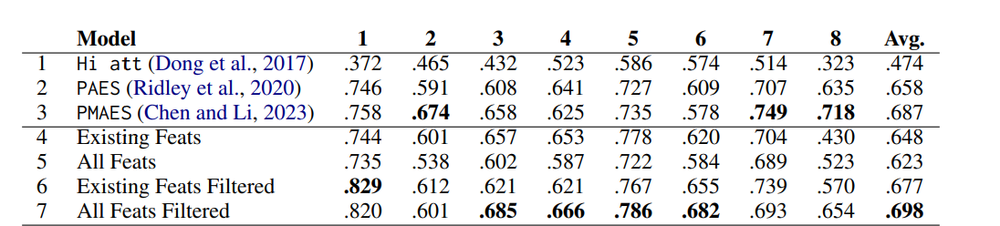 Model 1 2 3 4 5 6 7 8 Avg.
1 Hi att (Dong et al., 2017) .372 .465 .432 .523 .586 .574 .514 .323 .474
2 PAES (Ridley et al., 2020) .746 .591 .608 .641 .727 .609 .707 .635 .658
3 PMAES (Chen and Li, 2023) .758 .674 .658 .625 .735 .578 .749 .718 .687
4 Existing Feats .744 .601 .657 .653 .778 .620 .704 .430 .648
5 All Feats .735 .538 .602 .587 .722 .584 .689 .523 .623
6 Existing Feats Filtered .829 .612 .621 .621 .767 .655 .739 .570 .677
7 All Feats Filtered .820 .601 .685 .666 .786 .682 .693 .654 .698